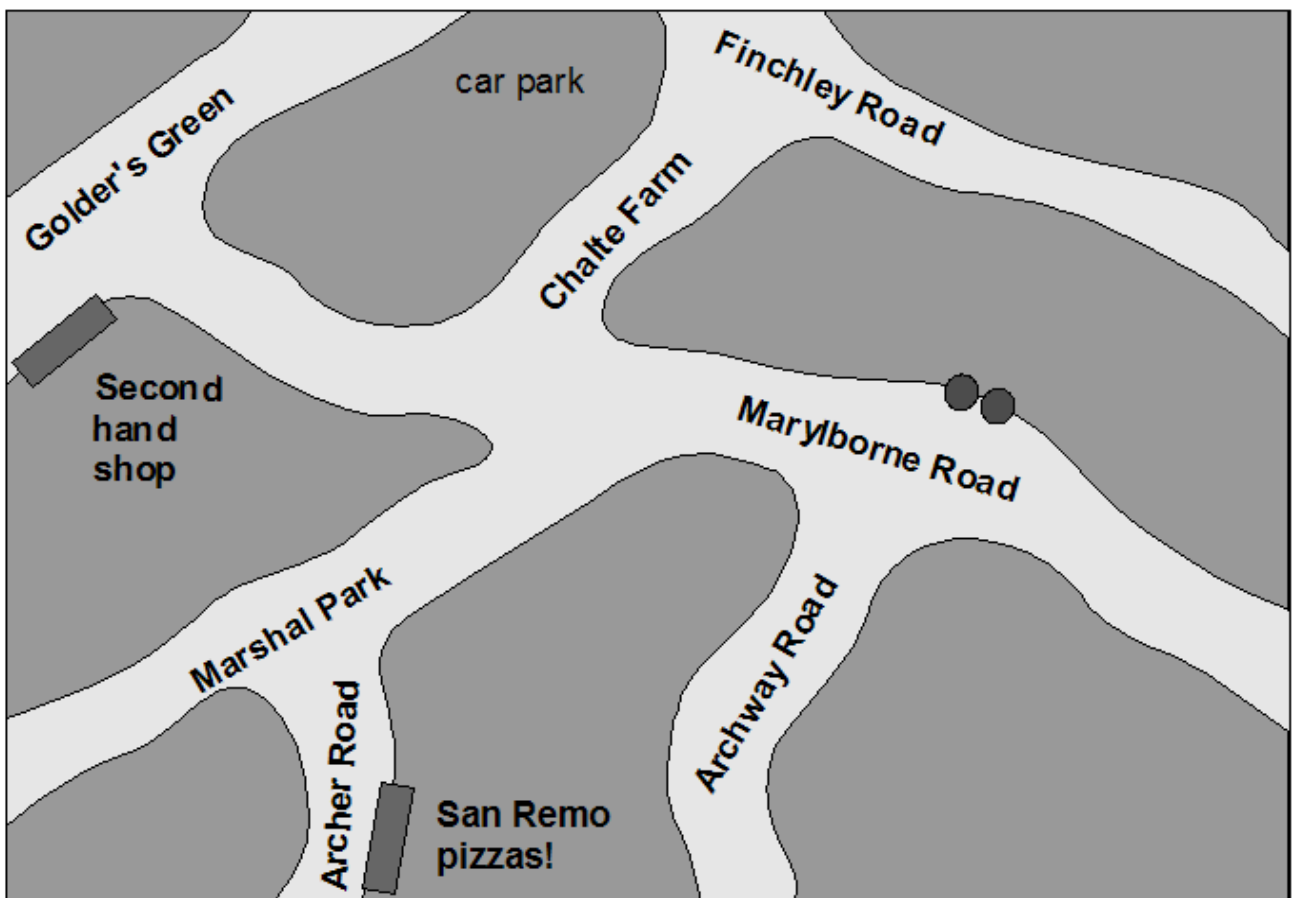 car park
Finchley Road
Golder's Green
Chalte Farm
Second
hand
shop
Marylborne Road
Marshal Park
Archway Road
Archer Road
San Remo
pizzas!